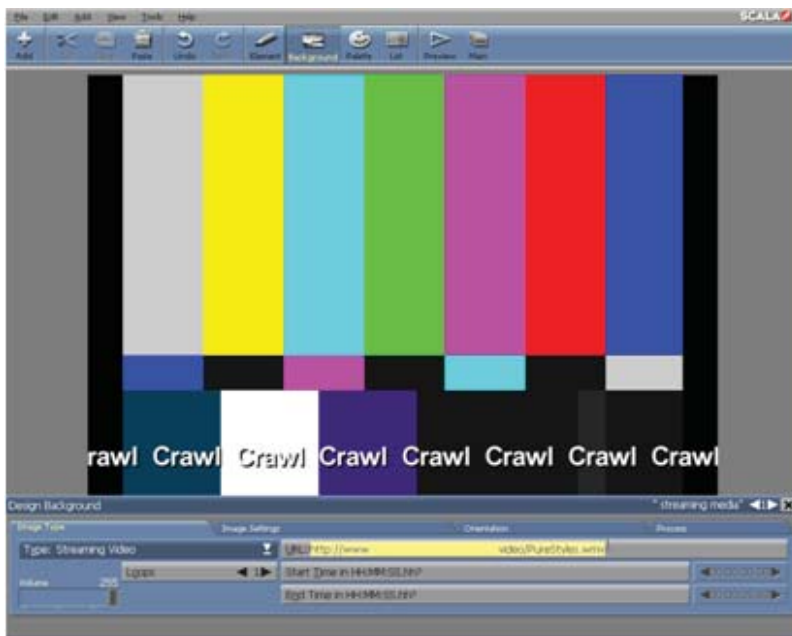 File Edit Add View Tools Help SCALA
Add Paste Undo Element Background Palette List Preview Main
rawl Crawl Crawl Crawl Crawl Crawl Crawl Crawl
Design Background "streaming media" 1
Image Type Image Settings Orientation Process
Type: Streaming Video URL: http://www video/PureStyles.wmv
Loops 1 Start Time in HH:MM:SS.hh?
Volume 255
End Time in HH:MM:SS.hh?